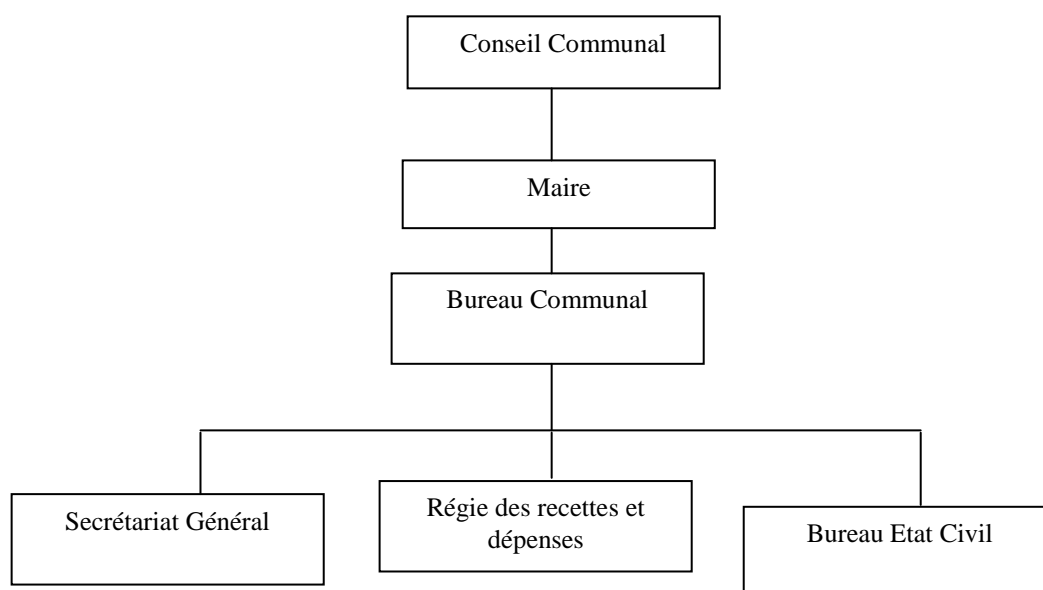 Conseil Communal
Maire
Bureau Communal
Secrétariat Général
Régie des recettes et
dépenses
Bureau Etat Civil